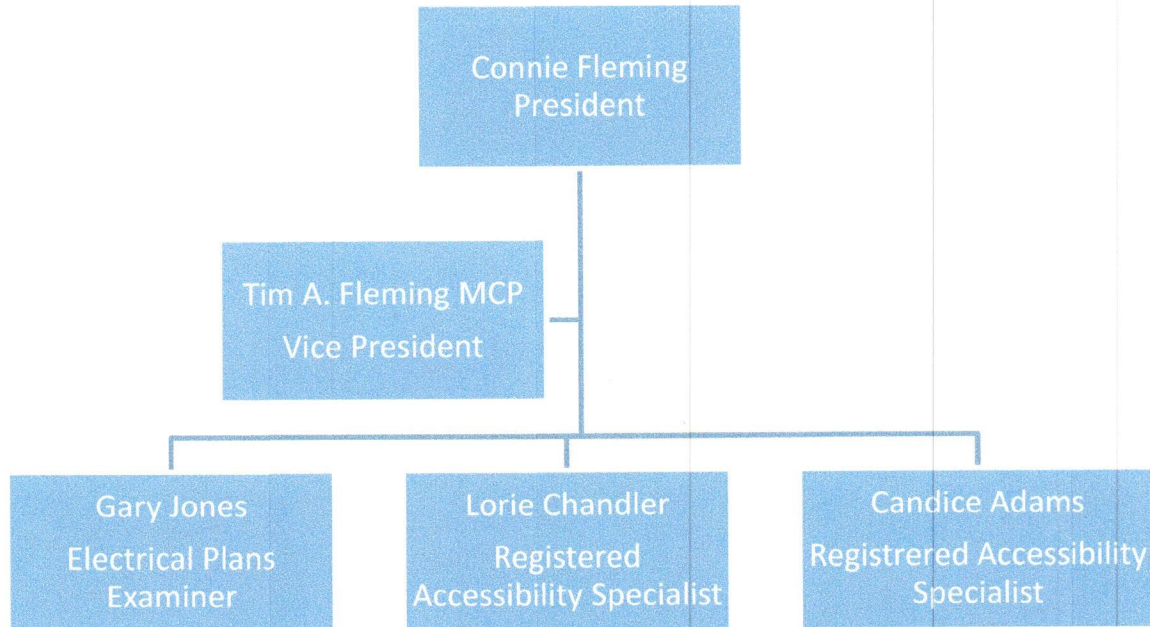 Connie Fleming
President
Tim A. Fleming MCP
Vice President
Gary Jones
Electrical Plans
Examiner
Lorie Chandler
Registered
Accessibility Specialist
Candice Adams
Registrered Accessibility
Specialist